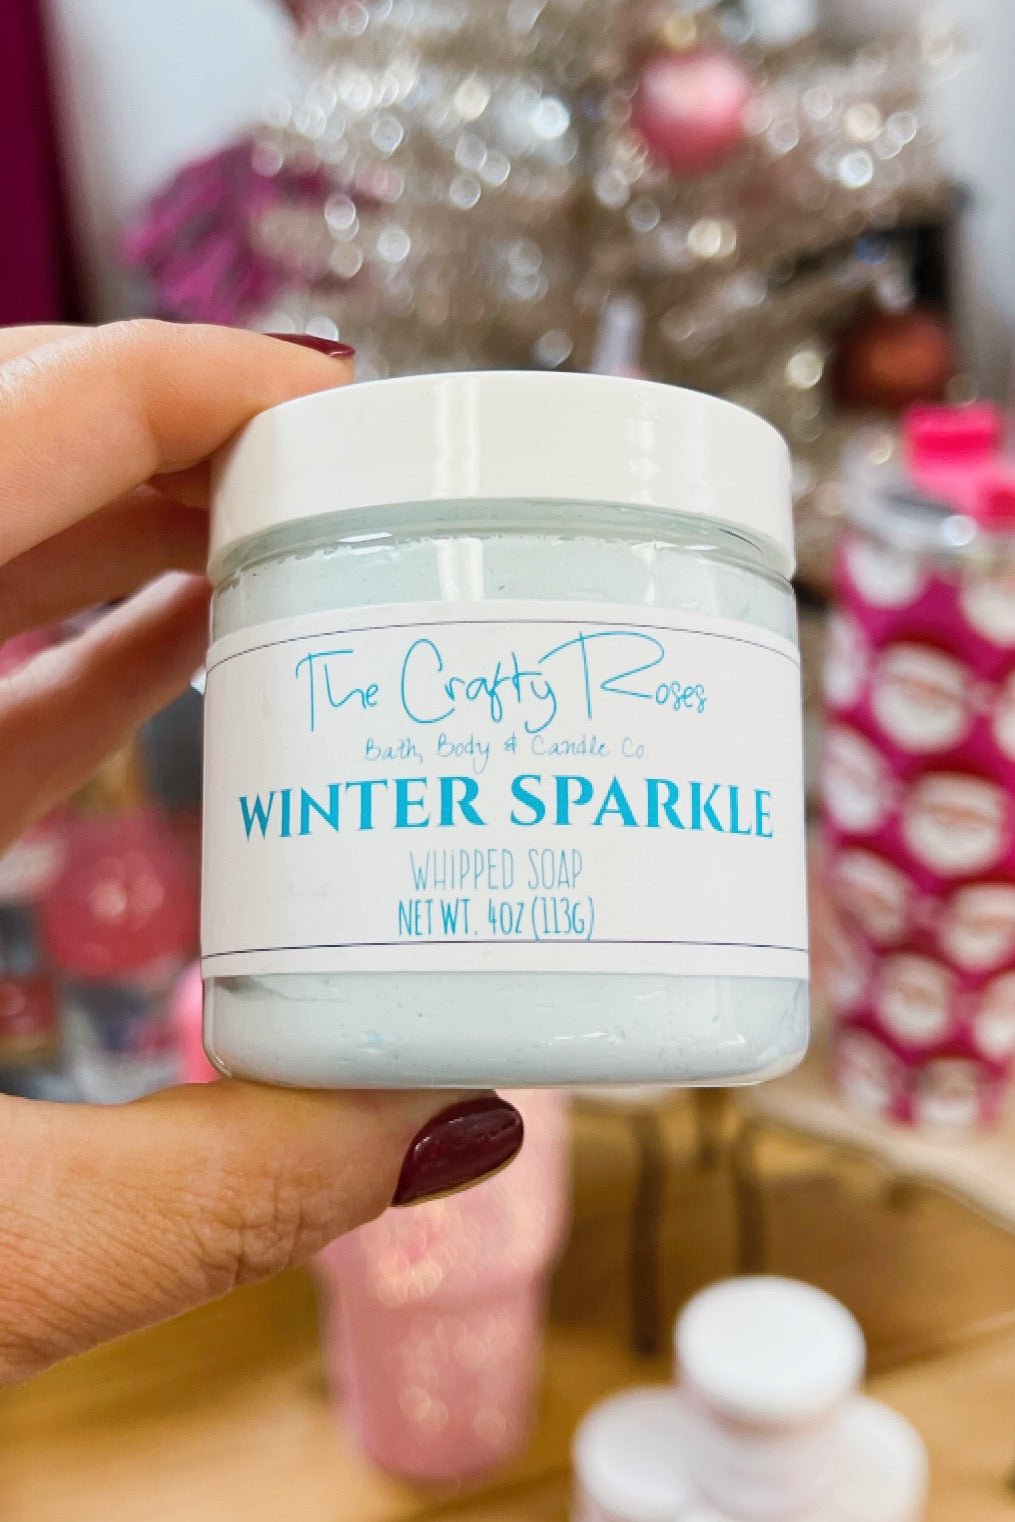 The Crafty Roses
Bath, Body & Candle Co.
WINTER SPARKLE
WHIPPED SOAP
NET WT. 4OZ (113G)